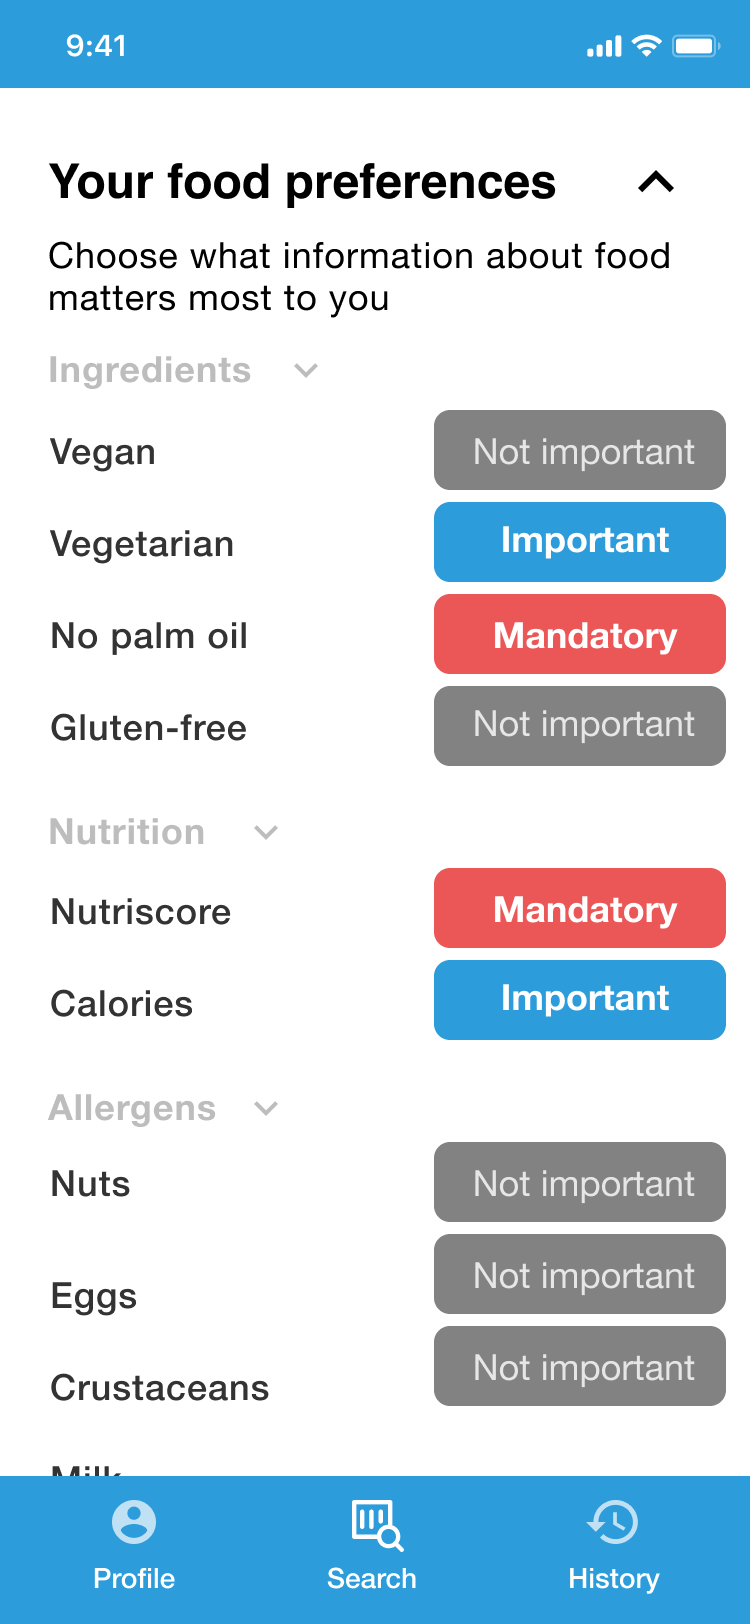 9:41
Your food preferences
Choose what information about food
matters most to you
Ingredients
Vegan Not important
Vegetarian Important
No palm oil Mandatory
Gluten-free Not important
Nutrition
Nutriscore Mandatory
Calories Important
Allergens
Nuts Not important
Eggs Not important
Crustaceans Not important
Milk
Profile Search History